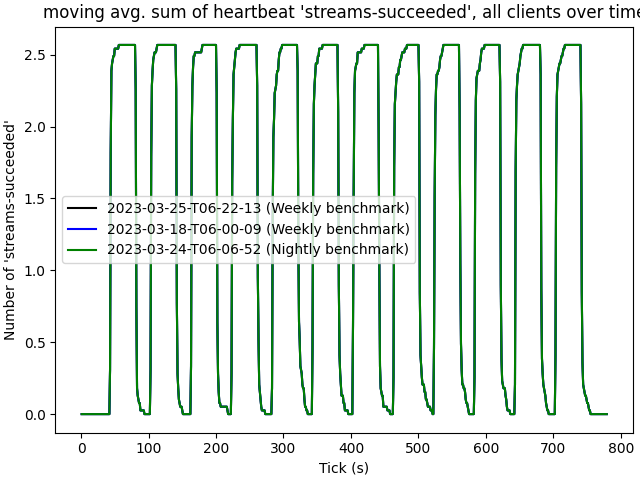 moving avg. sum of heartbeat 'streams-succeeded', all clients over time
Number of 'streams-succeeded'
2.5
2.0
1.5
1.0
0.5
0.0
2023-03-25-T06-22-13 (Weekly benchmark)
2023-03-18-T06-00-09 (Weekly benchmark)
2023-03-24-T06-06-52 (Nightly benchmark)
0 100 200 300 400 500 600 700 800
Tick (s)